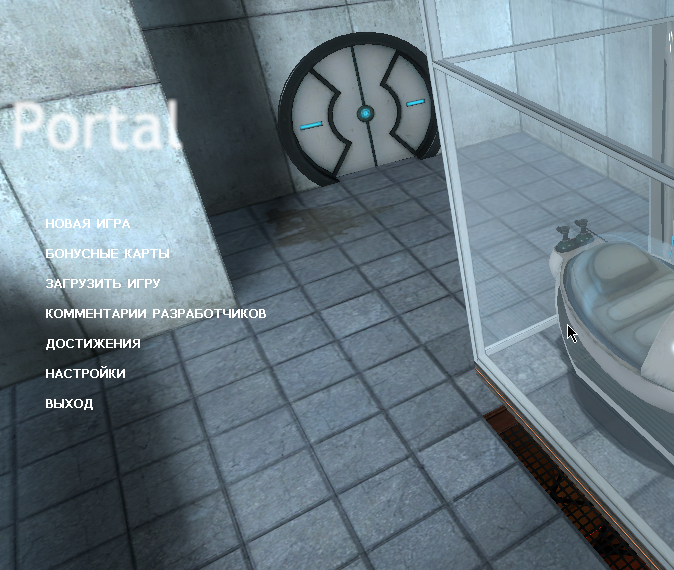 Portal
НОВАЯ ИГРА
БОНУСНЫЕ КАРТЫ
ЗАГРУЗИТЬ ИГРУ
КОММЕНТАРИИ РАЗРАБОТЧИКОВ
ДОСТИЖЕНИЯ
НАСТРОЙКИ
ВЫХОД